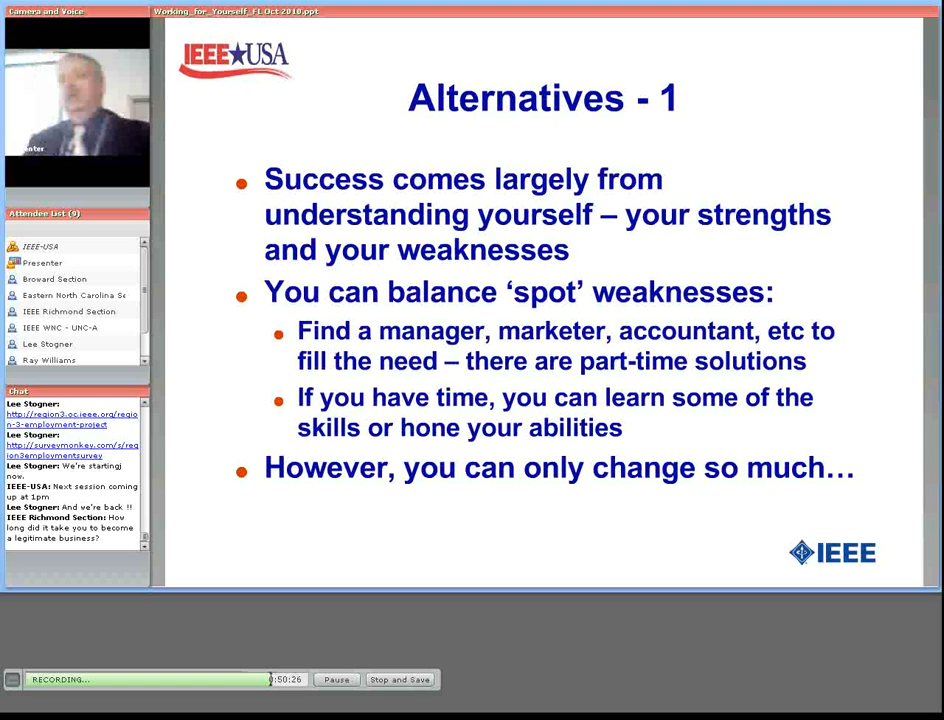 Camera and Voice
Working_for_Yourself_FL Oct 2010.ppt
enter
Attendee List (9)
IEEE-USA
Presenter
Broward Section
Eastern North Carolina Se
IEEE Richmond Section
IEEE WNC - UNC-A
Lee Stogner
Ray Williams
Chat
Lee Stogner:
http://region3.oc.ieee.org/regio
n-3-employment-project
Lee Stogner:
http://surveymonkey.com/s/reg
ion3employmentsurvey
Lee Stogner: We're startingj
now.
IEEE-USA: Next session coming
up at 1pm
Lee Stogner: And we're back !!
IEEE Richmond Section: How
long did it take you to become
a legitimate business?
IEEE USA
Alternatives - 1
Success comes largely from
understanding yourself – your strengths
and your weaknesses
You can balance ‘spot’ weaknesses:
Find a manager, marketer, accountant, etc to
fill the need – there are part-time solutions
If you have time, you can learn some of the
skills or hone your abilities
However, you can only change so much…
IEEE
RECORDING...
0:50:26
Pause
Stop and Save